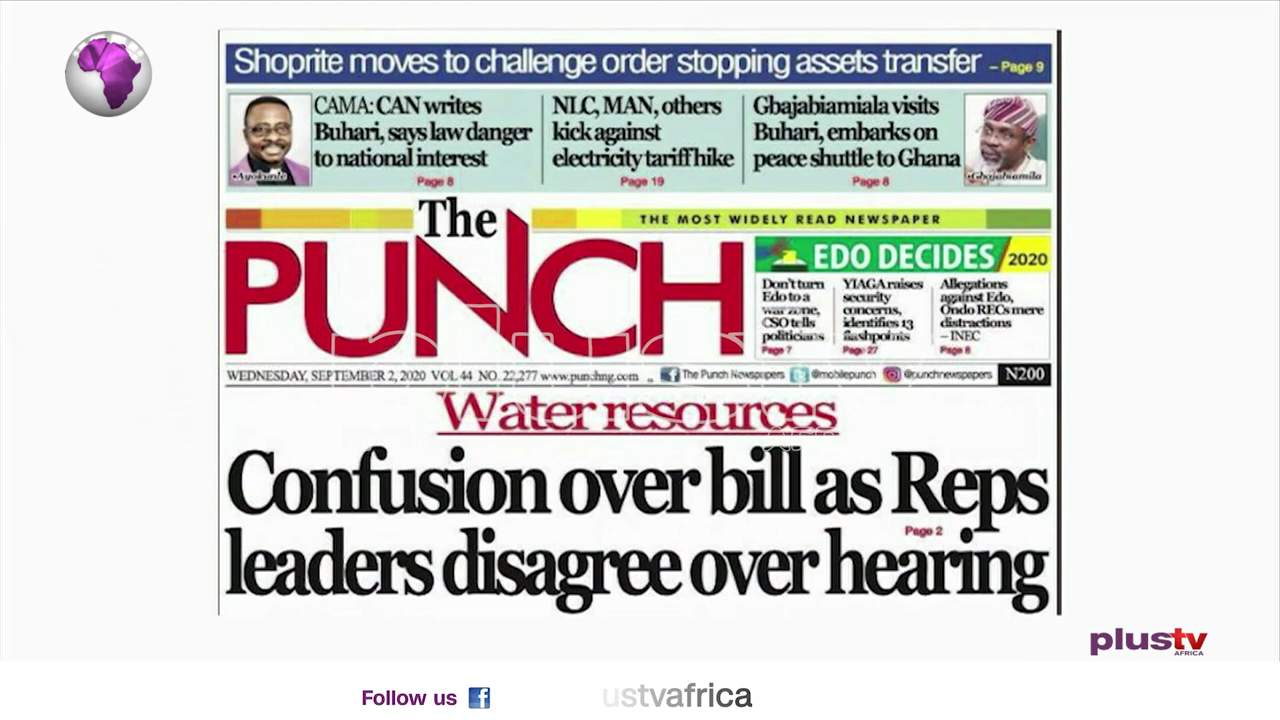 Shoprite moves to challenge order stopping assets transfer – Page 9
CAMA: CAN writes
Buhari, says law danger
to national interest
Page 8
•Ayokunle
NLC, MAN, others
kick against
electricity tariff hike
Page 19
Gbajabiamiala visits
Buhari, embarks on
peace shuttle to Ghana
Page 8
•Gbajabiamila
The
PUNCH
THE MOST WIDELY READ NEWSPAPER
EDO DECIDES 2020
Don't turn
Edo to a
war zone,
CSO tells
politicians
Page 7
YIAGA raises
security
concerns,
identifies 13
flashpoints
Page 27
Allegations
against Edo,
Ondo RECs mere
distractions
– INEC
Page 8
WEDNESDAY, SEPTEMBER 2, 2020 VOL 44 NO. 22,277 www.punchng.com The Punch Newspapers @mobilepunch @punchnewspapers N200
Water resources
Confusion over bill as Reps
Page 2
leaders disagree over hearing
plustv
AFRICA
Follow us ustvafrica